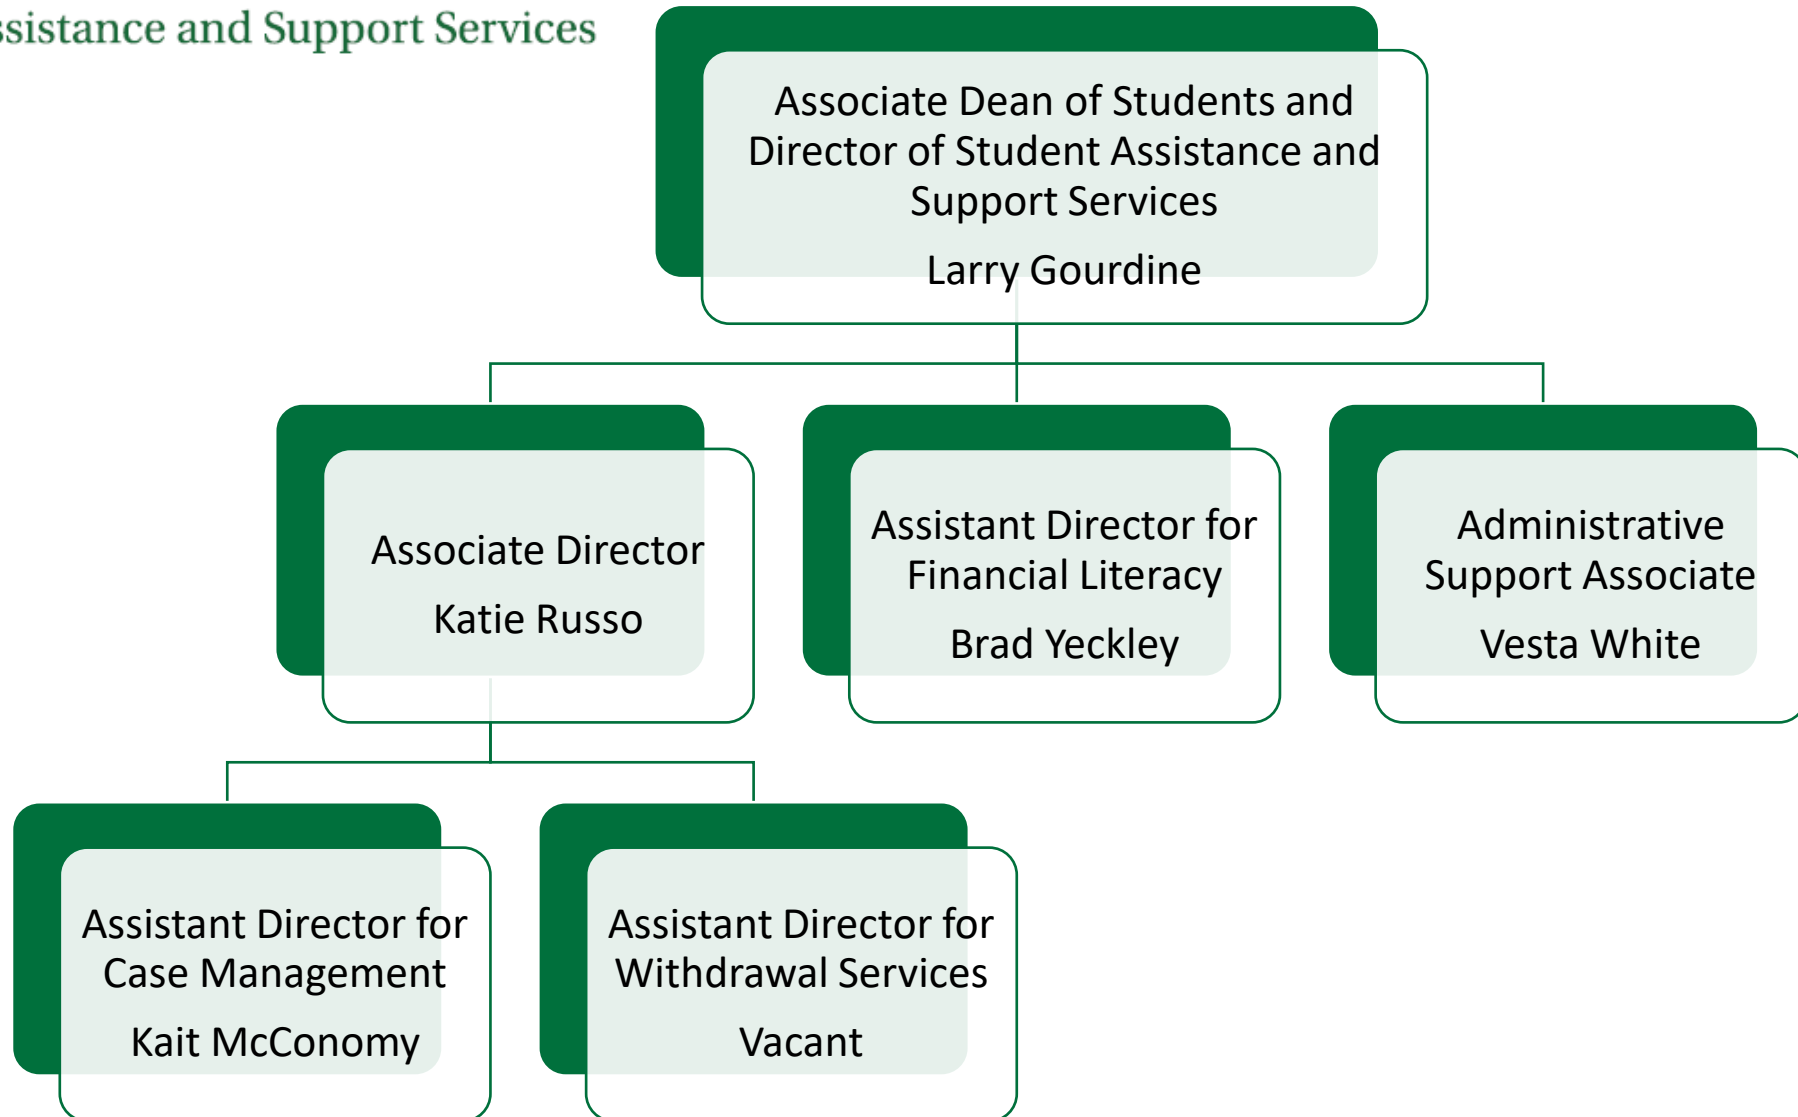 ssistance and Support Services
Associate Dean of Students and
Director of Student Assistance and
Support Services
Larry Gourdine
Associate Director
Katie Russo
Assistant Director for
Financial Literacy
Brad Yeckley
Administrative
Support Associate
Vesta White
Assistant Director for
Case Management
Kait McConomy
Assistant Director for
Withdrawal Services
Vacant